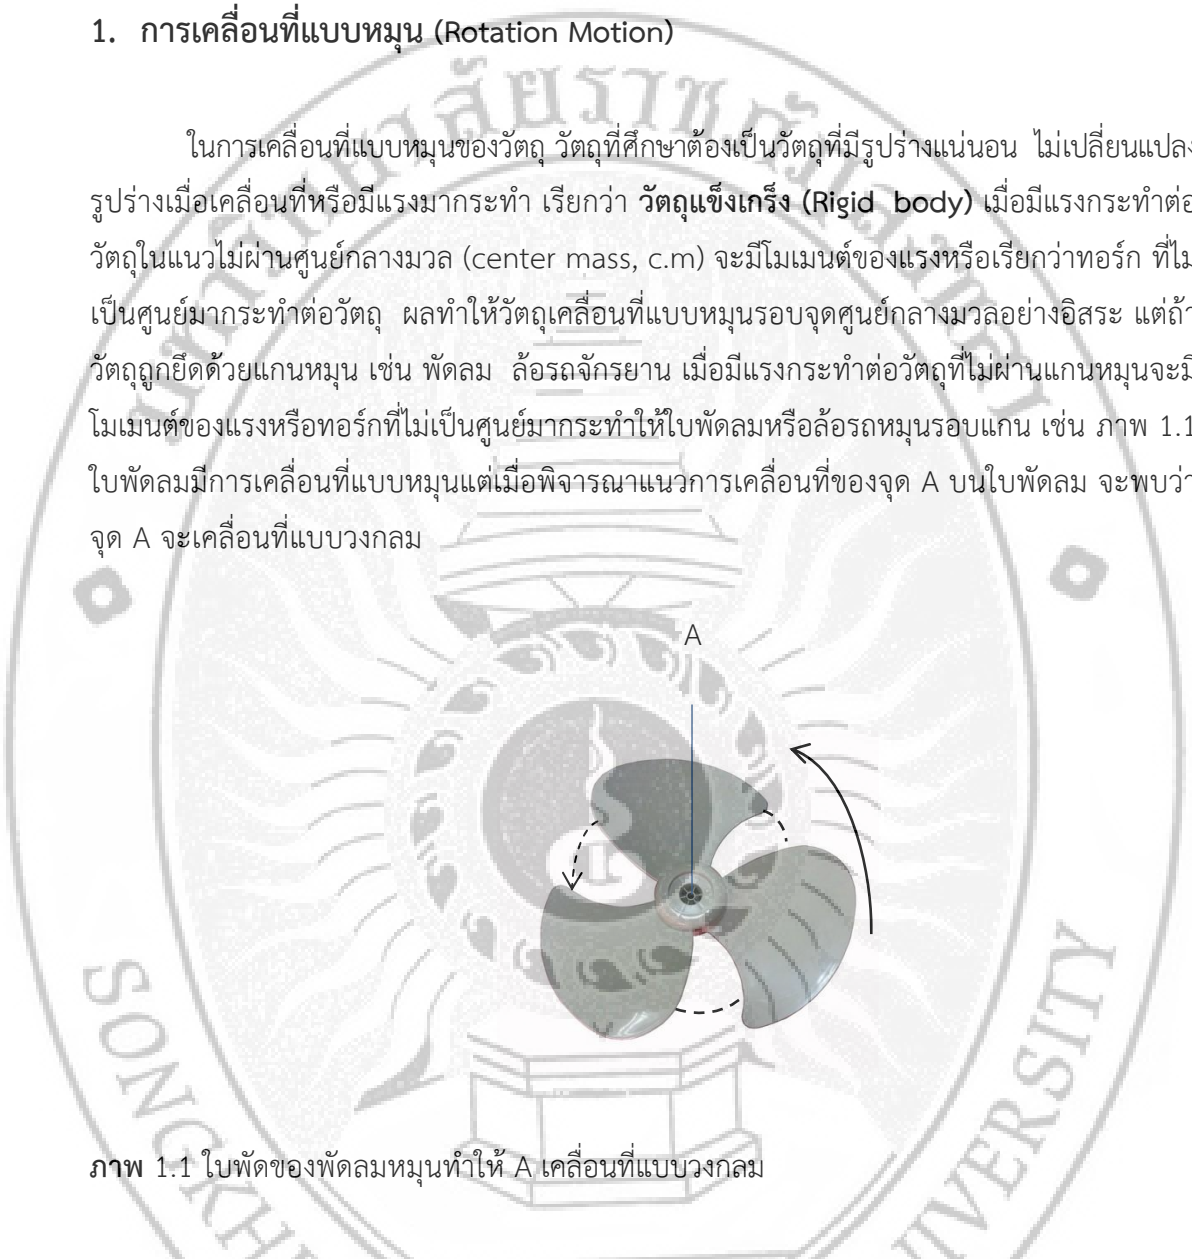 1. การเคลื่อนที่แบบหมุน (Rotation Motion)
ในการเคลื่อนที่แบบหมุนของวัตถุ วัตถุที่ศึกษาต้องเป็นวัตถุที่มีรูปร่างแน่นอน ไม่เปลี่ยนแปลง
รูปร่างเมื่อเคลื่อนที่หรือมีแรงมากระทำ เรียกว่า วัตถุแข็งเกร็ง (Rigid body) เมื่อมีแรงกระทำต่อ
วัตถุในแนวไม่ผ่านศูนย์กลางมวล (center mass, c.m) จะมีโมเมนต์ของแรงหรือเรียกว่าทอร์ก ที่ไม่
เป็นศูนย์มากระทำต่อวัตถุ ผลทำให้วัตถุเคลื่อนที่แบบหมุนรอบจุดศูนย์กลางมวลอย่างอิสระ แต่ถ้า
วัตถุถูกยึดด้วยแกนหมุน เช่น พัดลม ล้อรถจักรยาน เมื่อมีแรงกระทำต่อวัตถุที่ไม่ผ่านแกนหมุนจะมี
โมเมนต์ของแรงหรือทอร์กที่ไม่เป็นศูนย์มากระทำให้ใบพัดลมหรือล้อรถหมุนรอบแกน เช่น ภาพ 1.1
ใบพัดลมมีการเคลื่อนที่แบบหมุนแต่เมื่อพิจารณาแนวการเคลื่อนที่ของจุด A บนใบพัดลม จะพบว่า
จุด A จะเคลื่อนที่แบบวงกลม
A
ภาพ 1.1 ใบพัดของพัดลมหมุนทำให้ A เคลื่อนที่แบบวงกลม